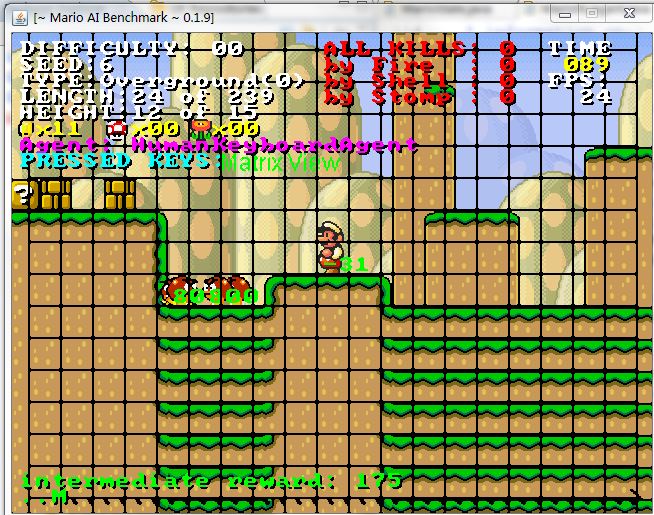 [~ Mario AI Benchmark ~ 0.1.9]
DIFFICULTY: 00
ALL KILLS: 0
TIME
SEED:6
by Fire : 0
089
TYPE:Overground(0)
by Shell : 0
FPS:
LENGTH:24 of 229
by Stomp : 0
24
HEIGHT:12 of 15
x11 x00 x00
Agent: HumanKeyboardAgent
PRESSED KEYS:
Matrix View
?
31
intermediate reward: 175
..M